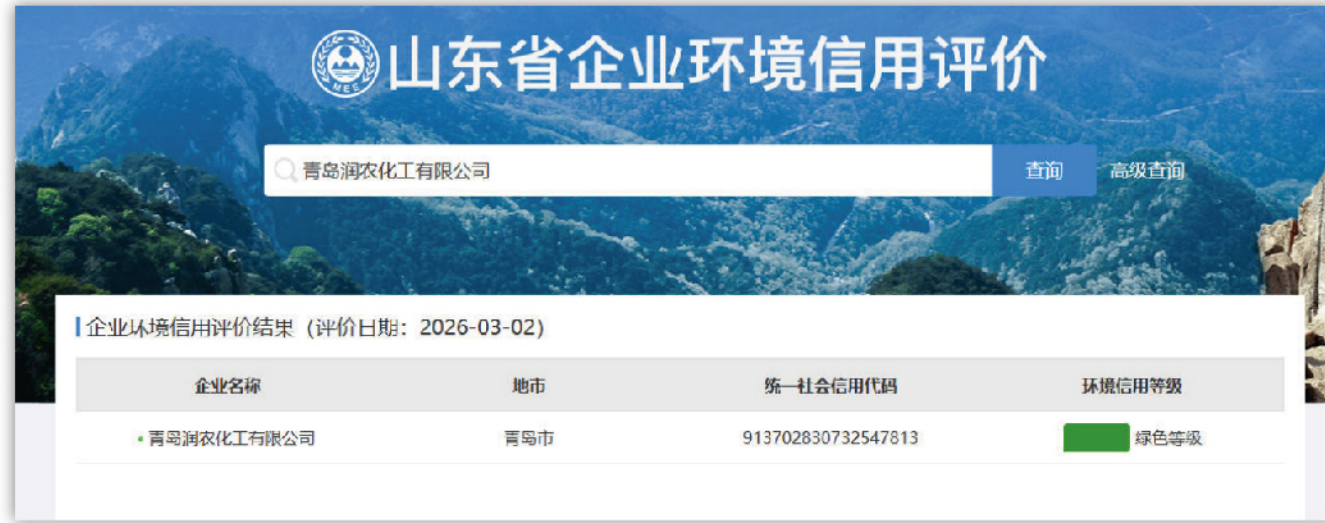 MEE
山东省企业环境信用评价
青岛润农化工有限公司 查询 高级查询
企业环境信用评价结果（评价日期：2026-03-02）
企业名称 地市 统一社会信用代码 环境信用等级
青岛润农化工有限公司 青岛市 913702830732547813 绿色等级